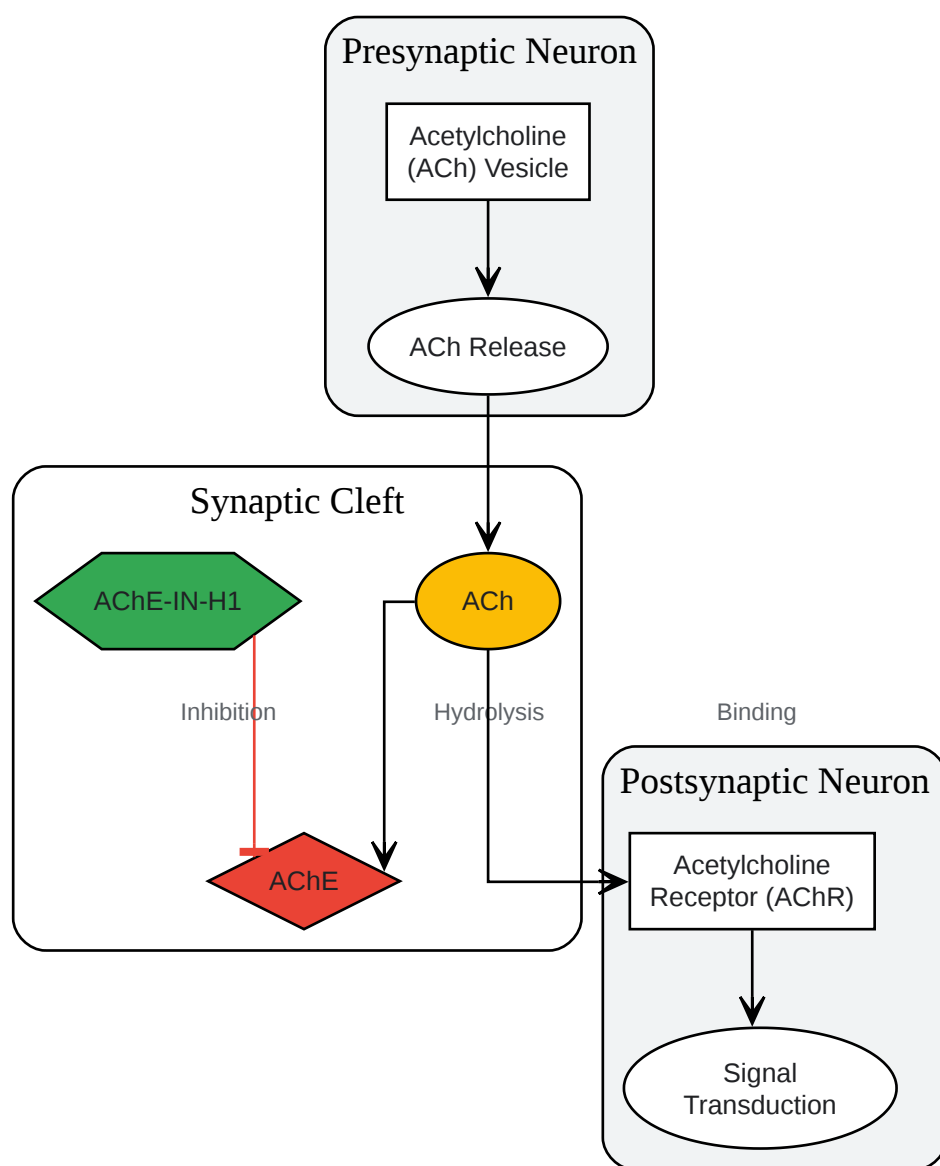 Presynaptic Neuron
Acetylcholine
(ACh) Vesicle
ACh Release
Synaptic Cleft
AChE-IN-H1
ACh
Inhibition
Hydrolysis
Binding
Postsynaptic Neuron
AChE
Acetylcholine
Receptor (AChR)
Signal
Transduction